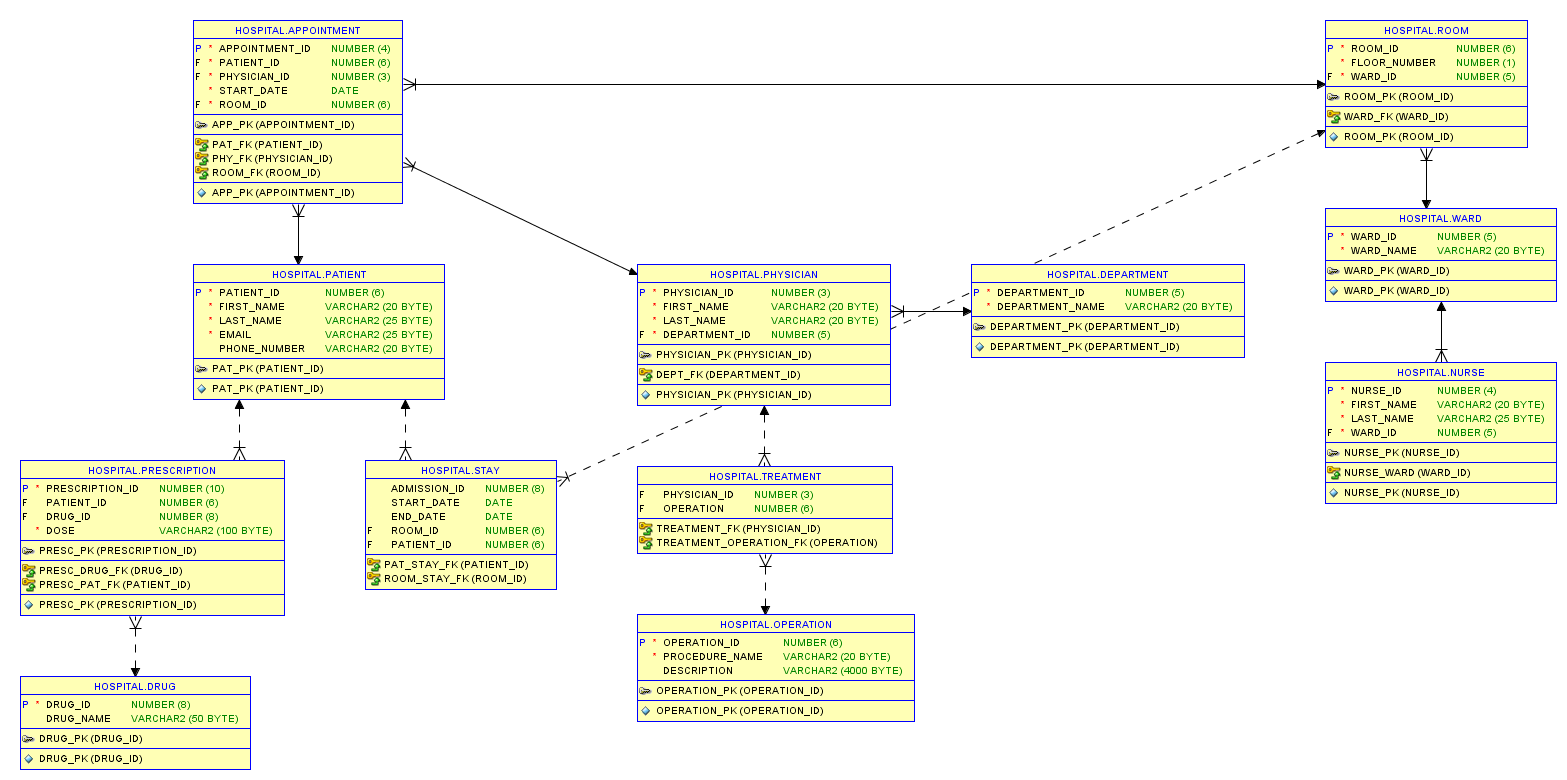 HOSPITAL.APPOINTMENT
P * APPOINTMENT_ID NUMBER (4)
F * PATIENT_ID NUMBER (6)
F * PHYSICIAN_ID NUMBER (3)
* START_DATE DATE
F * ROOM_ID NUMBER (6)
APP_PK (APPOINTMENT_ID)
PAT_FK (PATIENT_ID)
PHY_FK (PHYSICIAN_ID)
ROOM_FK (ROOM_ID)
APP_PK (APPOINTMENT_ID)
HOSPITAL.ROOM
P * ROOM_ID NUMBER (6)
* FLOOR_NUMBER NUMBER (1)
F * WARD_ID NUMBER (5)
ROOM_PK (ROOM_ID)
WARD_FK (WARD_ID)
ROOM_PK (ROOM_ID)
HOSPITAL.WARD
P * WARD_ID NUMBER (5)
* WARD_NAME VARCHAR2 (20 BYTE)
WARD_PK (WARD_ID)
WARD_PK (WARD_ID)
HOSPITAL.PATIENT
P * PATIENT_ID NUMBER (6)
* FIRST_NAME VARCHAR2 (20 BYTE)
* LAST_NAME VARCHAR2 (25 BYTE)
* EMAIL VARCHAR2 (25 BYTE)
PHONE_NUMBER VARCHAR2 (20 BYTE)
PAT_PK (PATIENT_ID)
PAT_PK (PATIENT_ID)
HOSPITAL.PHYSICIAN
P * PHYSICIAN_ID NUMBER (3)
* FIRST_NAME VARCHAR2 (20 BYTE)
* LAST_NAME VARCHAR2 (20 BYTE)
F * DEPARTMENT_ID NUMBER (5)
PHYSICIAN_PK (PHYSICIAN_ID)
DEPT_FK (DEPARTMENT_ID)
PHYSICIAN_PK (PHYSICIAN_ID)
HOSPITAL.DEPARTMENT
P * DEPARTMENT_ID NUMBER (5)
* DEPARTMENT_NAME VARCHAR2 (20 BYTE)
DEPARTMENT_PK (DEPARTMENT_ID)
DEPARTMENT_PK (DEPARTMENT_ID)
HOSPITAL.NURSE
P * NURSE_ID NUMBER (4)
* FIRST_NAME VARCHAR2 (20 BYTE)
* LAST_NAME VARCHAR2 (25 BYTE)
F * WARD_ID NUMBER (5)
NURSE_PK (NURSE_ID)
NURSE_WARD (WARD_ID)
NURSE_PK (NURSE_ID)
HOSPITAL.PRESCRIPTION
P * PRESCRIPTION_ID NUMBER (10)
F PATIENT_ID NUMBER (6)
F DRUG_ID NUMBER (8)
* DOSE VARCHAR2 (100 BYTE)
PRESC_PK (PRESCRIPTION_ID)
PRESC_DRUG_FK (DRUG_ID)
PRESC_PAT_FK (PATIENT_ID)
PRESC_PK (PRESCRIPTION_ID)
HOSPITAL.STAY
ADMISSION_ID NUMBER (8)
START_DATE DATE
END_DATE DATE
F ROOM_ID NUMBER (6)
F PATIENT_ID NUMBER (6)
PAT_STAY_FK (PATIENT_ID)
ROOM_STAY_FK (ROOM_ID)
HOSPITAL.TREATMENT
F PHYSICIAN_ID NUMBER (3)
F OPERATION NUMBER (6)
TREATMENT_FK (PHYSICIAN_ID)
TREATMENT_OPERATION_FK (OPERATION)
HOSPITAL.OPERATION
P * OPERATION_ID NUMBER (6)
* PROCEDURE_NAME VARCHAR2 (20 BYTE)
DESCRIPTION VARCHAR2 (4000 BYTE)
OPERATION_PK (OPERATION_ID)
OPERATION_PK (OPERATION_ID)
HOSPITAL.DRUG
P * DRUG_ID NUMBER (8)
DRUG_NAME VARCHAR2 (50 BYTE)
DRUG_PK (DRUG_ID)
DRUG_PK (DRUG_ID)